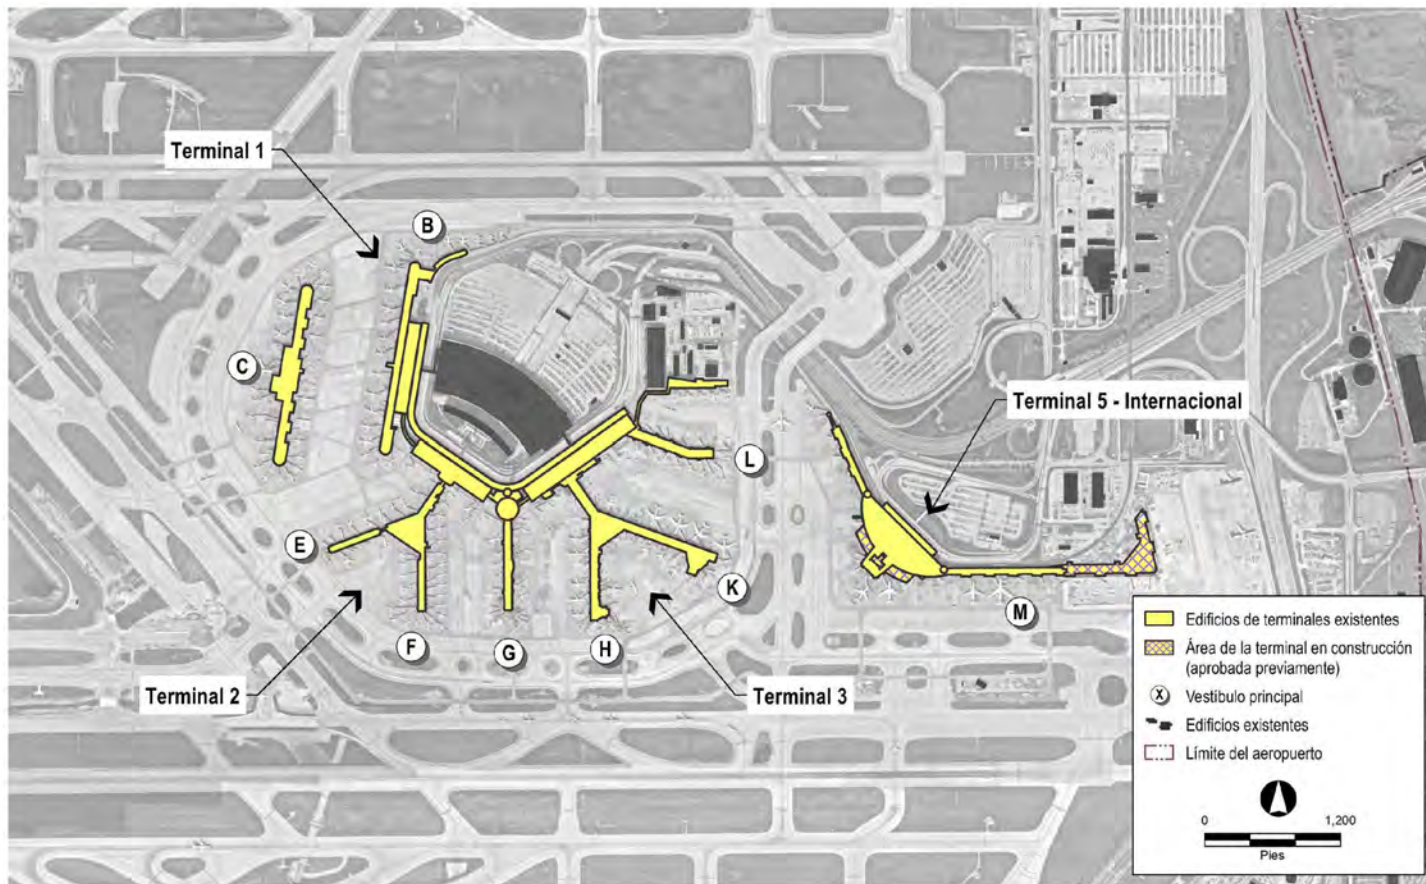 Terminal 1
B
C
Terminal 5 - Internacional
L
E
K
M
F
G
H
Terminal 2
Terminal 3
Edificios de terminales existentes
Área de la terminal en construcción
(aprobada previamente)
X Vestíbulo principal
Edificios existentes
Límite del aeropuerto
0 1,200
Pies